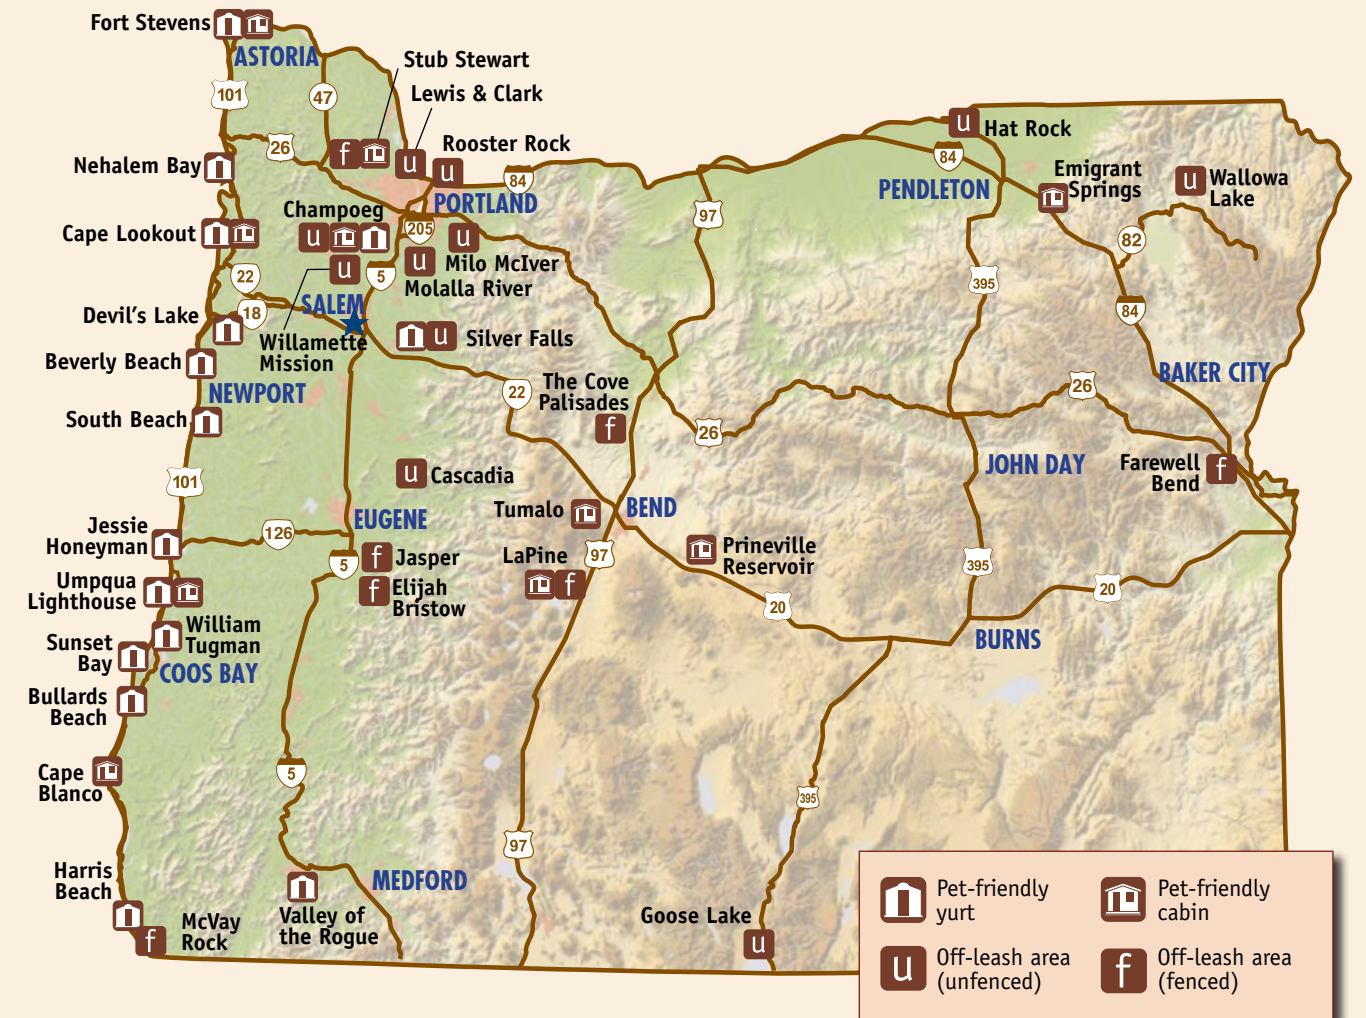 Fort Stevens
ASTORIA
Stub Stewart
101
47
Lewis & Clark
f
u
Rooster Rock
u
26
Nehalem Bay
84
u
Hat Rock
84
PENDLETON
Emigrant
Springs
u
Wallowa
Lake
PORTLAND
97
Champoeg
Cape Lookout
u
205
u
82
Milo McIver
u
Molalla River
22
u
5
395
84
SALEM
18
Devil's Lake
Willamette
Mission
u
Silver Falls
Beverly Beach
NEWPORT
22
The Cove
Palisades
f
26
BAKER CITY
South Beach
26
JOHN DAY
Farewell
Bend
f
101
u
Cascadia
Tumalo
BEND
EUGENE
Jessie
Honeyman
126
5
f
Jasper
LaPine
f
97
Prineville
Reservoir
395
Umpqua
Lighthouse
f
Elijah
Bristow
20
20
William
Tugman
BURNS
Sunset
Bay
COOS BAY
Bullards
Beach
Cape
Blanco
5
395
97
Harris
Beach
MEDFORD
McVay
Rock
f
Valley of
the Rogue
Goose Lake
u
Pet-friendly
yurt
Pet-friendly
cabin
u
Off-leash area
(unfenced)
f
Off-leash area
(fenced)